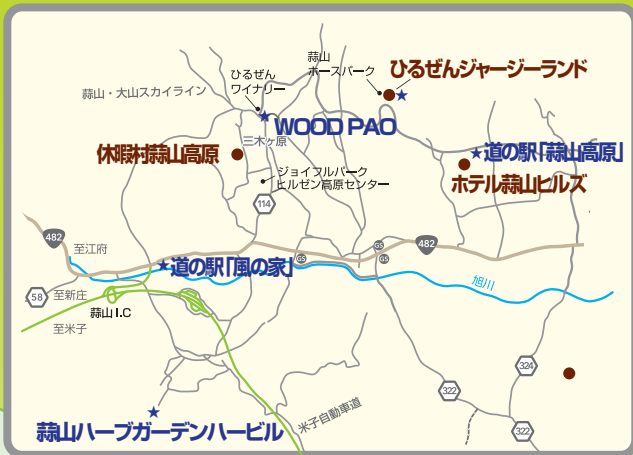 蒜山
ホースパーク
ひるぜんジャージーランド
ひるぜん
ワイナリー
蒜山・大山スカイライン
WOOD PAO
三木ヶ原
休暇村蒜山高原
道の駅「蒜山高原」
ホテル蒜山ヒルズ
ジョイフルパーク
ヒルゼン高原センター
114
482
至江府
GS
GS
GS
482
道の駅「風の家」
旭川
58
至新庄
蒜山I.C
至米子
324
322
米子自動車道
蒜山ハーブガーデンハービル
322